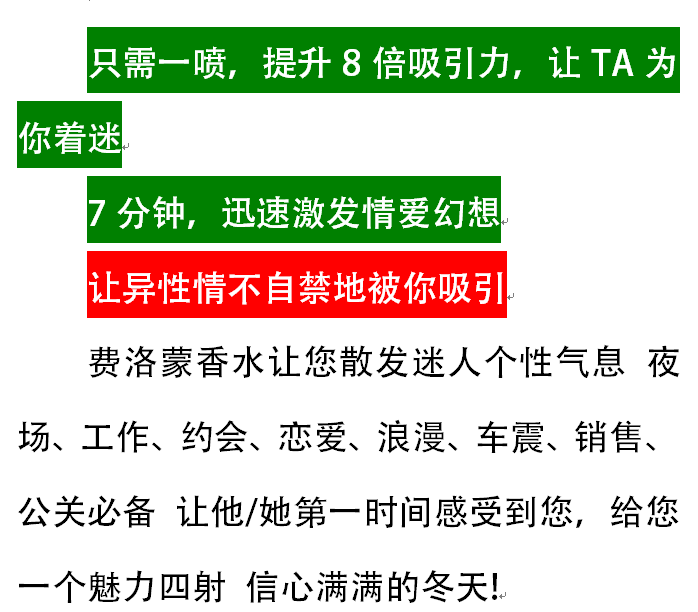 只需一喷，提升 8 倍吸引力，让 TA 为
你着迷
7 分钟，迅速激发情爱幻想
让异性情不自禁地被你吸引
费洛蒙香水让您散发迷人个性气息 夜
场、工作、约会、恋爱、浪漫、车震、销售、
公关必备 让他/她第一时间感受到您，给您
一个魅力四射 信心满满的冬天!